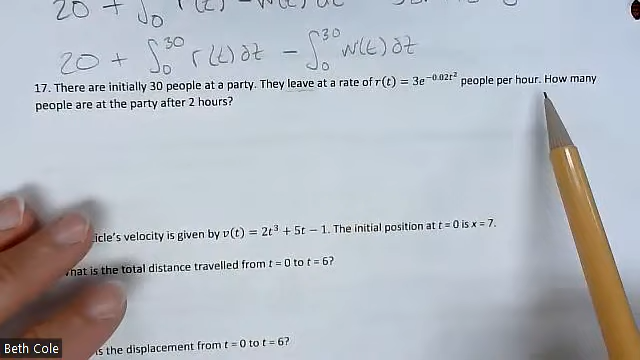 20 + ∫₀
20 + ∫₀³⁰ r(t) dt − ∫₀³⁰ w(t) dt
17. There are initially 30 people at a party. They leave at a rate of r(t) = 3e^{−0.02t²} people per hour. How many
people are at the party after 2 hours?
icle's velocity is given by v(t) = 2t³ + 5t − 1. The initial position at t = 0 is x = 7.
hat is the total distance travelled from t = 0 to t = 6?
is the displacement from t = 0 to t = 6?
Beth Cole